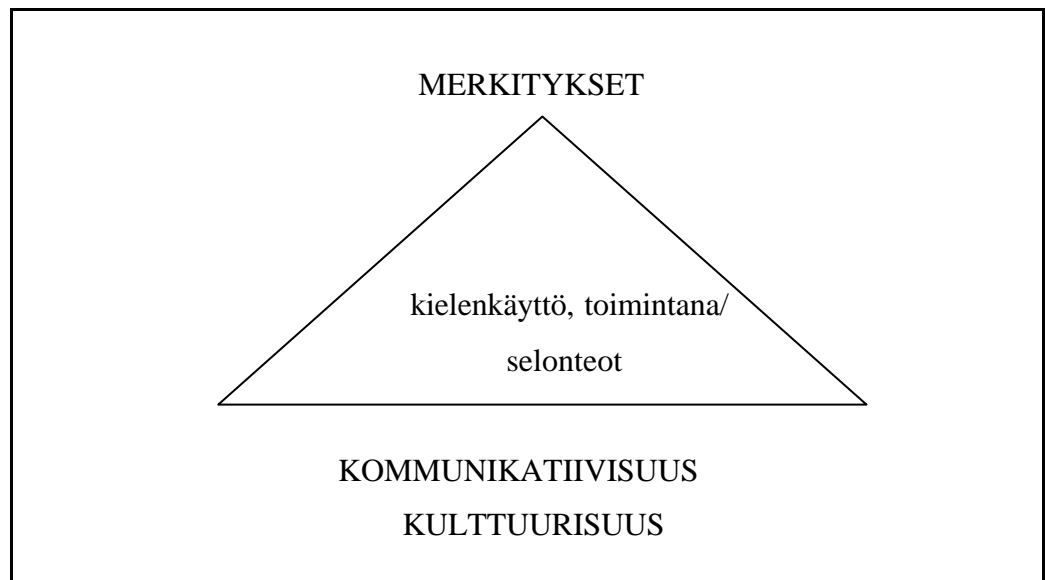 MERKITYKSET
kielenkäyttö, toimintana/
selonteot
KOMMUNIKATIIVISUUS
KULTTUURISUUS